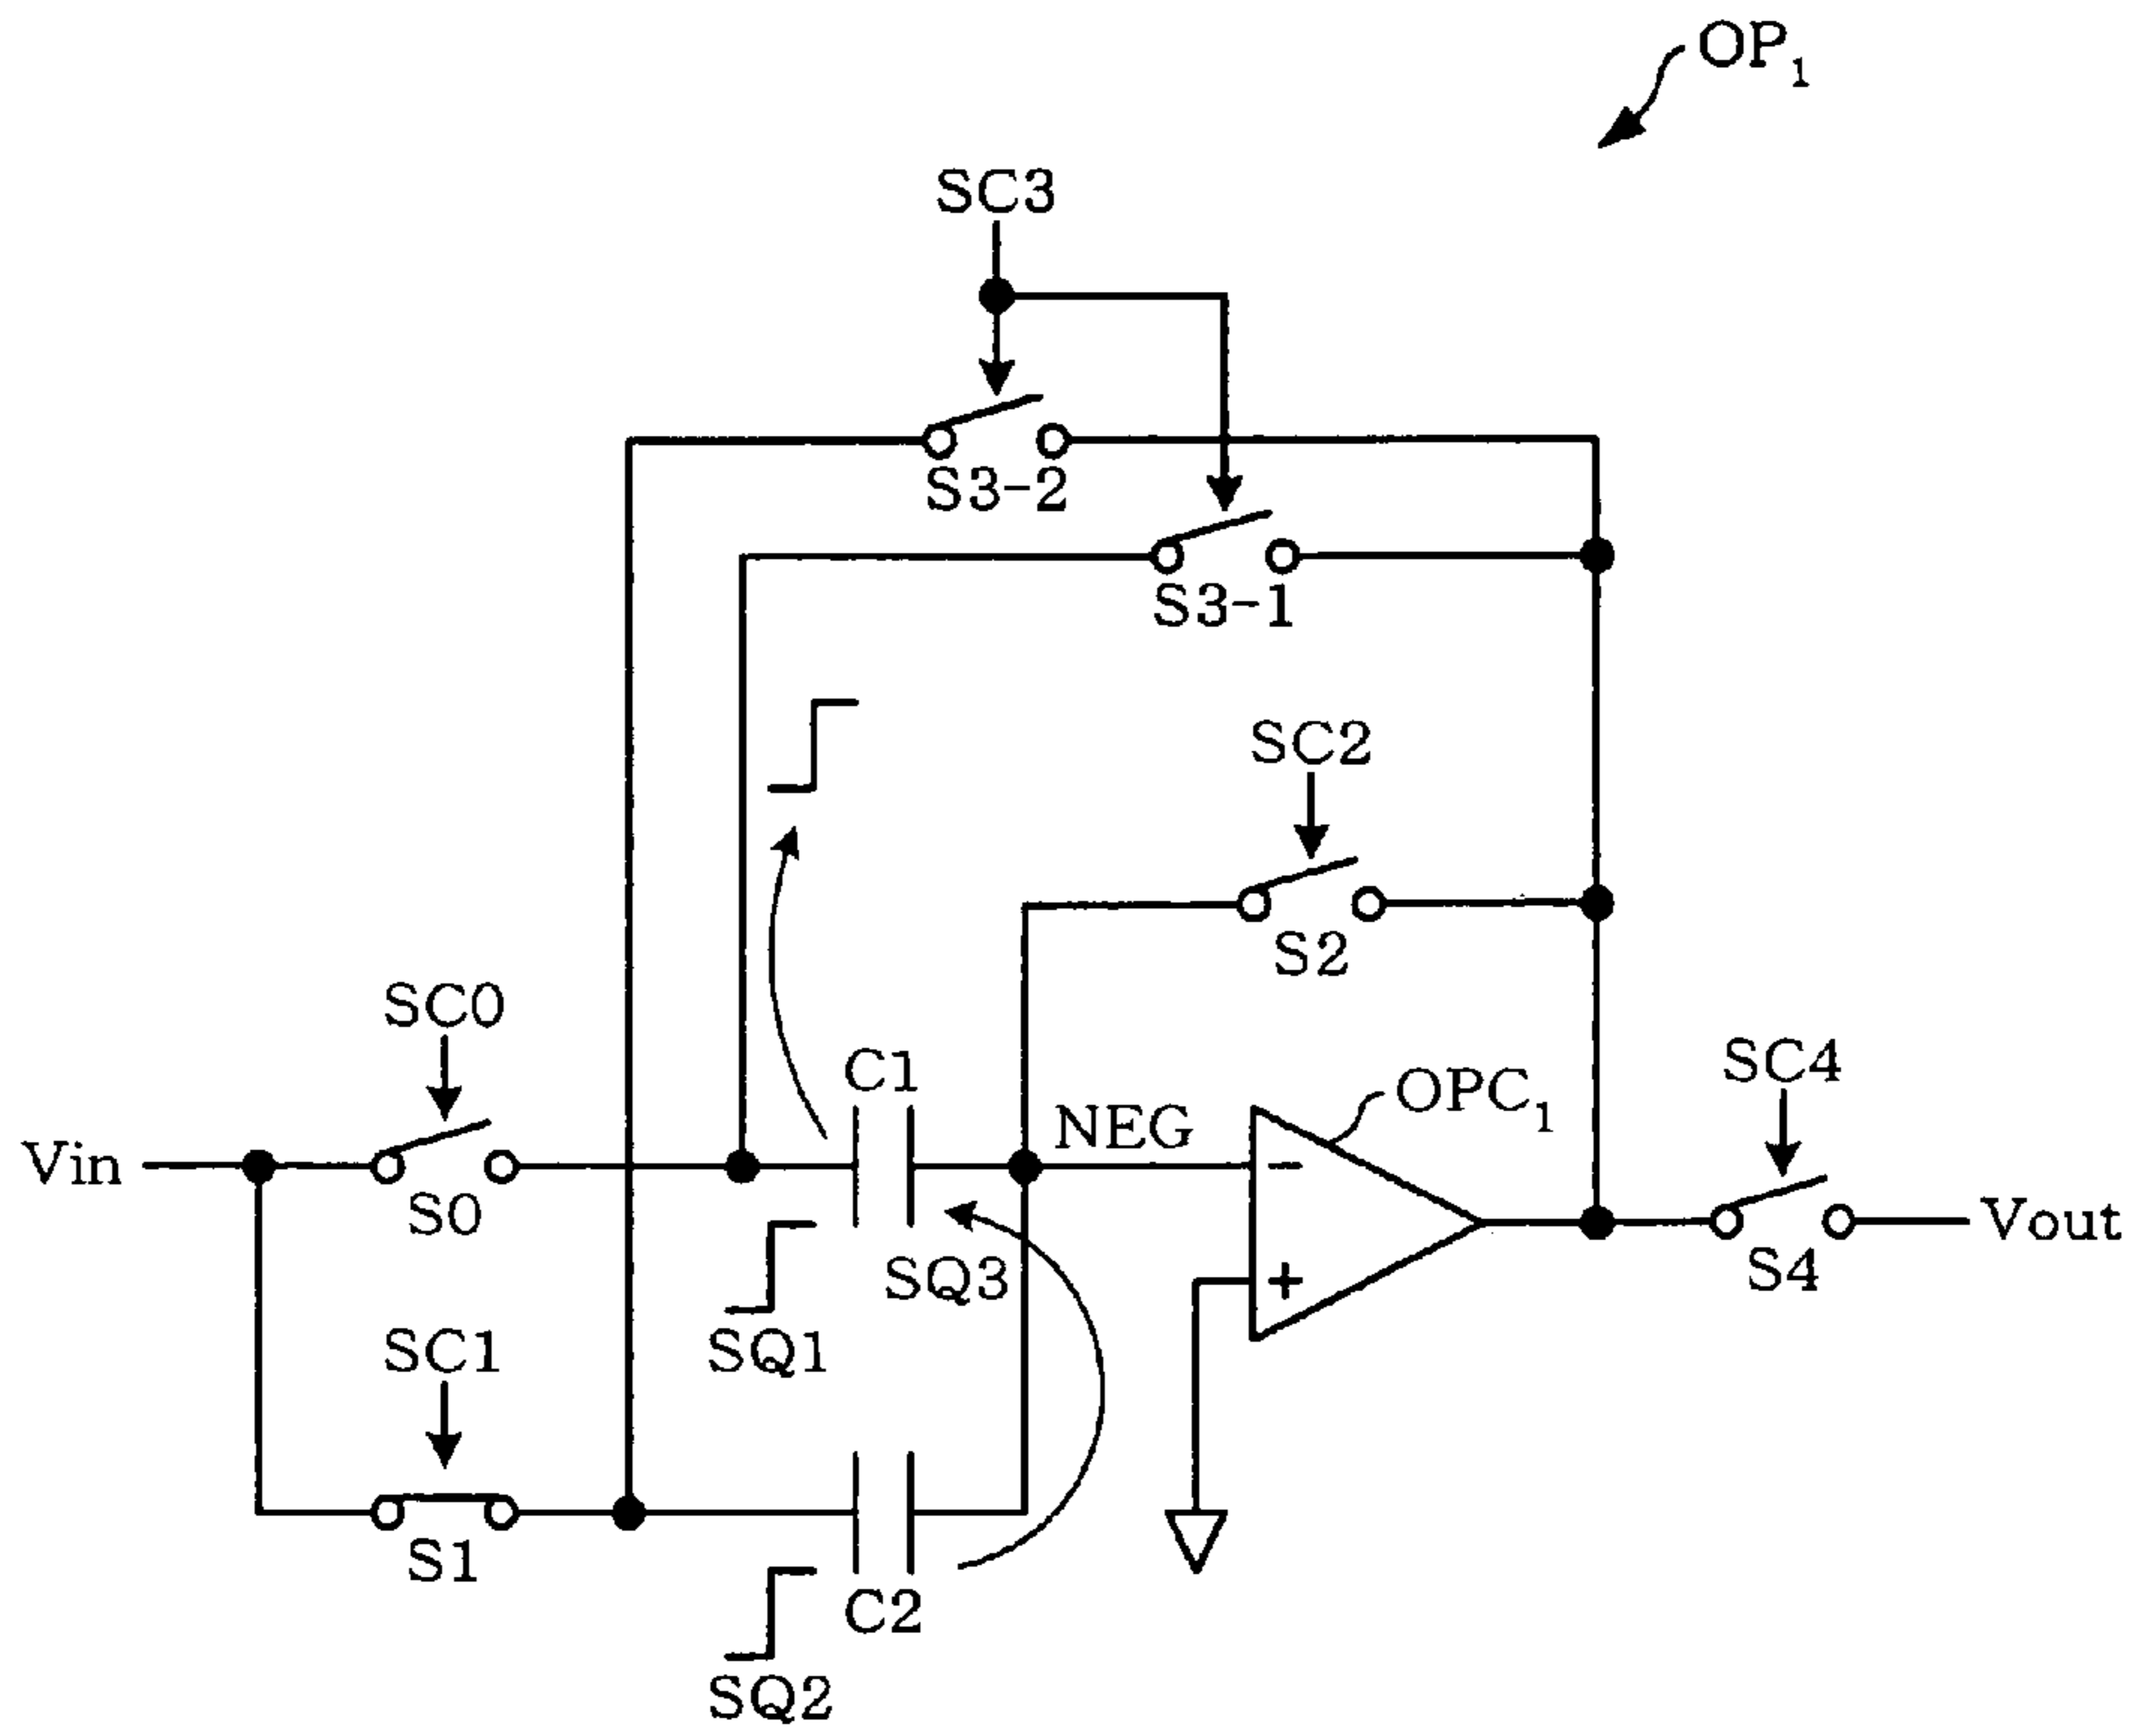 OP1
SC3
S3-2
S3-1
SC2
S2
SC0
C1
NEG
OPC1
SC4
Vin
S0
SQ3
S4
Vout
SQ1
SC1
S1
C2
SQ2